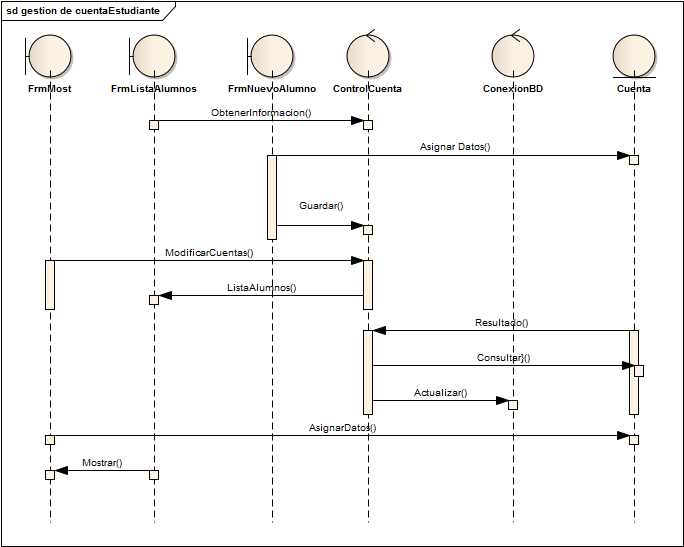 sd gestion de cuentaEstudiante
FrmMost
FrmListaAlumnos
FrmNuevoAlumno
ControlCuenta
ConexionBD
Cuenta
ObtenerInformacion()
Asignar Datos()
Guardar()
ModificarCuentas()
ListaAlumnos()
Resultado()
Consultar}()
Actualizar()
AsignarDatos()
Mostrar()